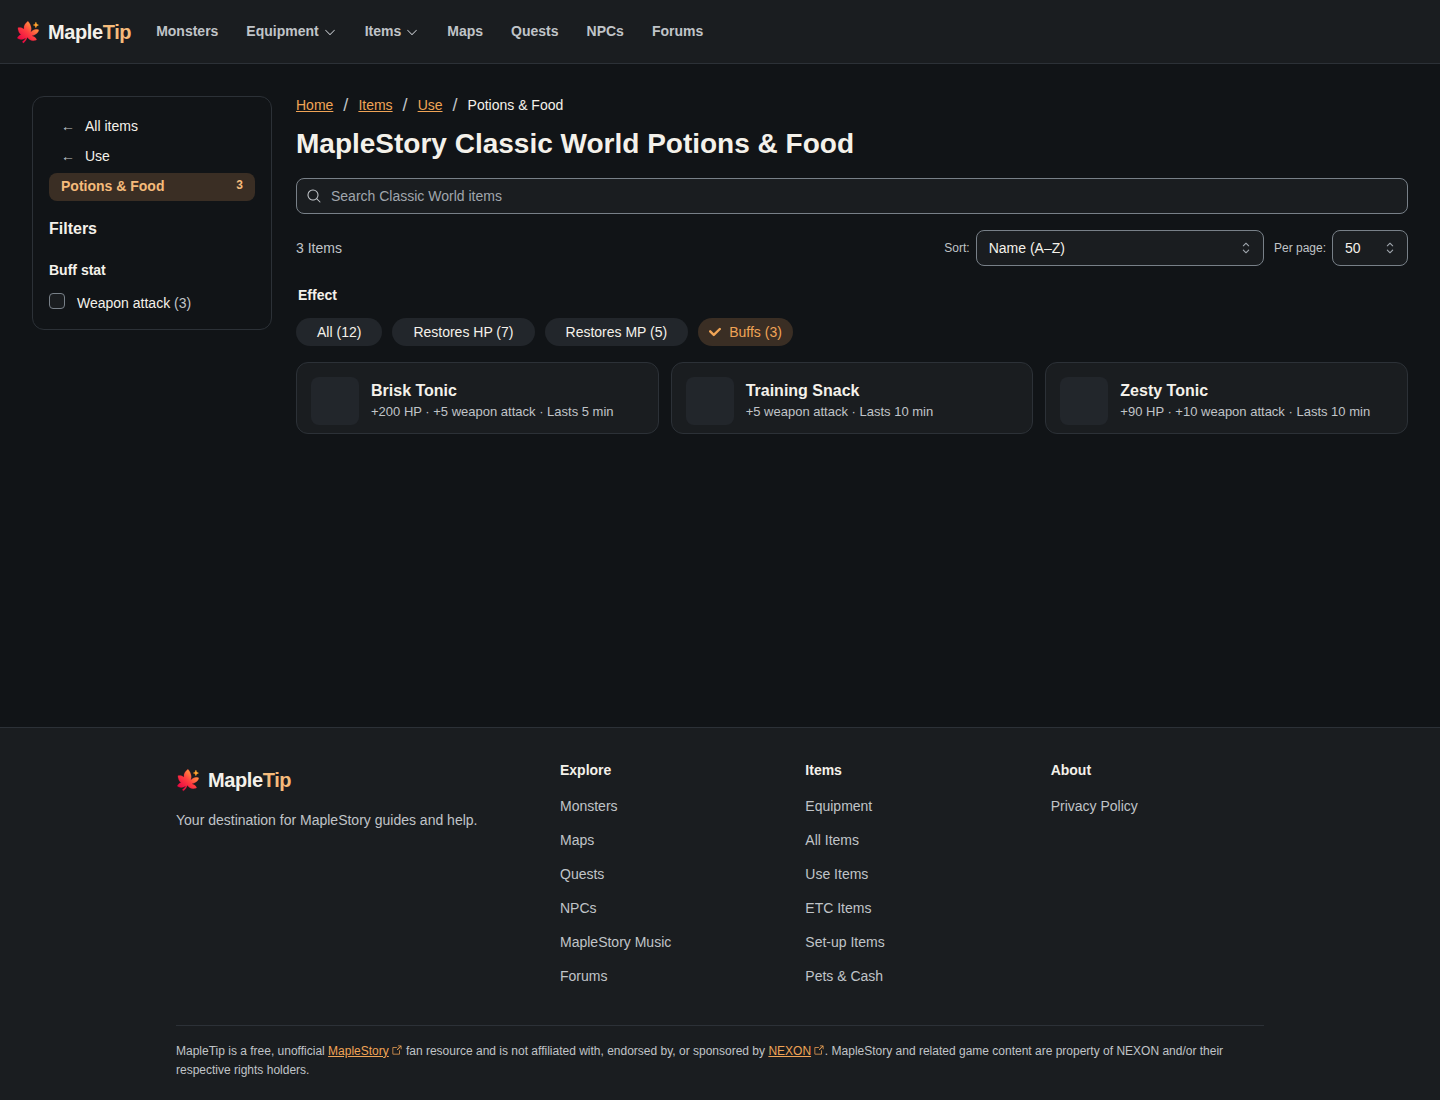 MapleTip Monsters Equipment Items Maps Quests NPCs Forums
← All items
← Use
Potions & Food 3
Filters
Buff stat
Weapon attack (3)
Home / Items / Use / Potions & Food
MapleStory Classic World Potions & Food
Search Classic World items
3 Items Sort: Name (A–Z) Per page: 50
Effect
All (12) Restores HP (7) Restores MP (5) Buffs (3)
Brisk Tonic
+200 HP · +5 weapon attack · Lasts 5 min
Training Snack
+5 weapon attack · Lasts 10 min
Zesty Tonic
+90 HP · +10 weapon attack · Lasts 10 min
MapleTip
Your destination for MapleStory guides and help.
Explore
Monsters
Maps
Quests
NPCs
MapleStory Music
Forums
Items
Equipment
All Items
Use Items
ETC Items
Set-up Items
Pets & Cash
About
Privacy Policy
MapleTip is a free, unofficial MapleStory fan resource and is not affiliated with, endorsed by, or sponsored by NEXON. MapleStory and related game content are property of NEXON and/or their
respective rights holders.